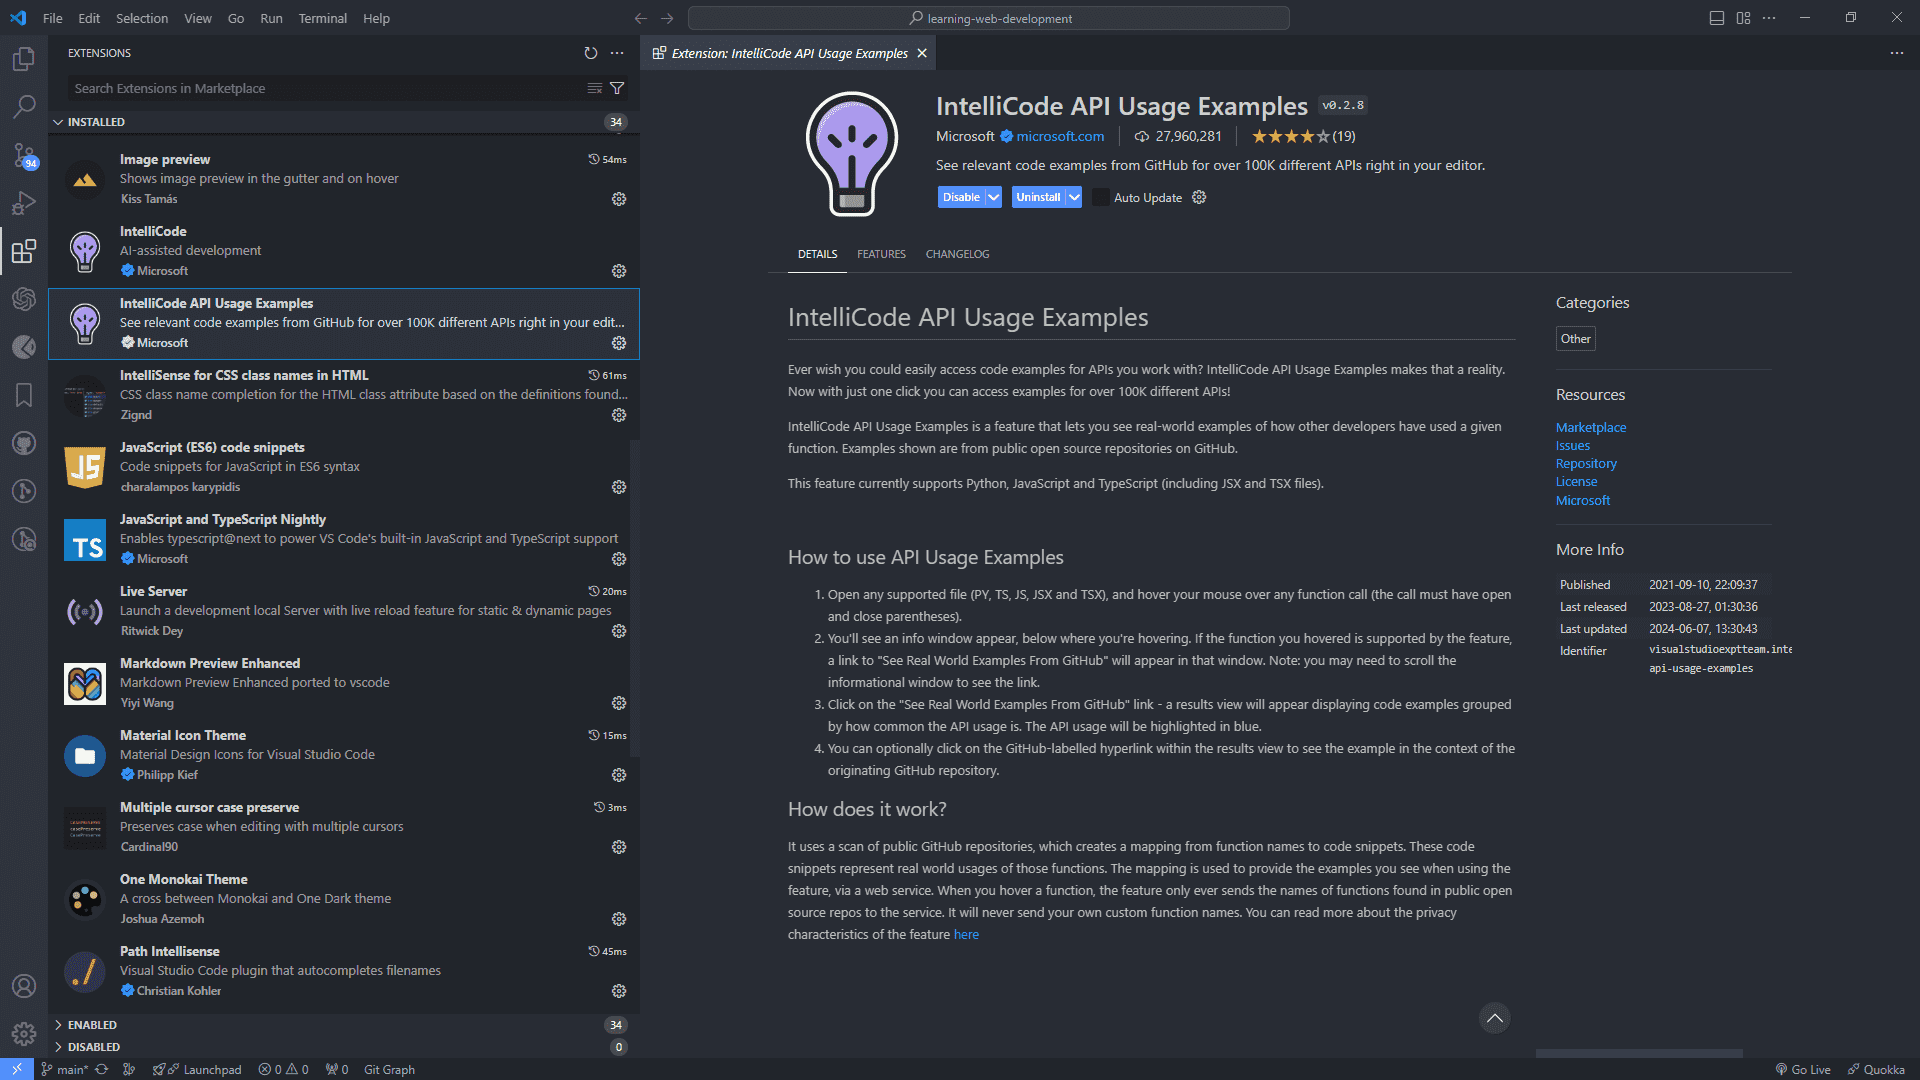 File Edit Selection View Go Run Terminal Help
learning-web-development
EXTENSIONS
Search Extensions in Marketplace
INSTALLED 34
94
Image preview 54ms
Shows image preview in the gutter and on hover
Kiss Tamás
IntelliCode
AI-assisted development
Microsoft
IntelliCode API Usage Examples
See relevant code examples from GitHub for over 100K different APIs right in your edit...
Microsoft
IntelliSense for CSS class names in HTML 61ms
CSS class name completion for the HTML class attribute based on the definitions found...
Zignd
JS
JavaScript (ES6) code snippets
Code snippets for JavaScript in ES6 syntax
charalampos karypidis
TS
JavaScript and TypeScript Nightly
Enables typescript@next to power VS Code's built-in JavaScript and TypeScript support
Microsoft
Live Server 20ms
Launch a development local Server with live reload feature for static & dynamic pages
Ritwick Dey
Markdown Preview Enhanced
Markdown Preview Enhanced ported to vscode
Yiyi Wang
Material Icon Theme 15ms
Material Design Icons for Visual Studio Code
Philipp Kief
Multiple cursor case preserve 3ms
Preserves case when editing with multiple cursors
Cardinal90
One Monokai Theme
A cross between Monokai and One Dark theme
Joshua Azemoh
Path Intellisense 45ms
Visual Studio Code plugin that autocompletes filenames
Christian Kohler
ENABLED 34
DISABLED 0
Extension: IntelliCode API Usage Examples
IntelliCode API Usage Examples v0.2.8
Microsoft microsoft.com 27,960,281 (19)
See relevant code examples from GitHub for over 100K different APIs right in your editor.
Disable Uninstall Auto Update
DETAILS FEATURES CHANGELOG
IntelliCode API Usage Examples
Ever wish you could easily access code examples for APIs you work with? IntelliCode API Usage Examples makes that a reality.
Now with just one click you can access examples for over 100K different APIs!
IntelliCode API Usage Examples is a feature that lets you see real-world examples of how other developers have used a given
function. Examples shown are from public open source repositories on GitHub.
This feature currently supports Python, JavaScript and TypeScript (including JSX and TSX files).
How to use API Usage Examples
1. Open any supported file (PY, TS, JS, JSX and TSX), and hover your mouse over any function call (the call must have open
and close parentheses).
2. You'll see an info window appear, below where you're hovering. If the function you hovered is supported by the feature,
a link to "See Real World Examples From GitHub" will appear in that window. Note: you may need to scroll the
informational window to see the link.
3. Click on the "See Real World Examples From GitHub" link - a results view will appear displaying code examples grouped
by how common the API usage is. The API usage will be highlighted in blue.
4. You can optionally click on the GitHub-labelled hyperlink within the results view to see the example in the context of the
originating GitHub repository.
How does it work?
It uses a scan of public GitHub repositories, which creates a mapping from function names to code snippets. These code
snippets represent real world usages of those functions. The mapping is used to provide the examples you see when using the
feature, via a web service. When you hover a function, the feature only ever sends the names of functions found in public open
source repos to the service. It will never send your own custom function names. You can read more about the privacy
characteristics of the feature here
Categories
Other
Resources
Marketplace
Issues
Repository
License
Microsoft
More Info
Published 2021-09-10, 22:09:37
Last released 2023-08-27, 01:30:36
Last updated 2024-06-07, 13:30:43
Identifier visualstudioexptteam.inte
api-usage-examples
main* Launchpad 0 0 0 Git Graph Go Live Quokka